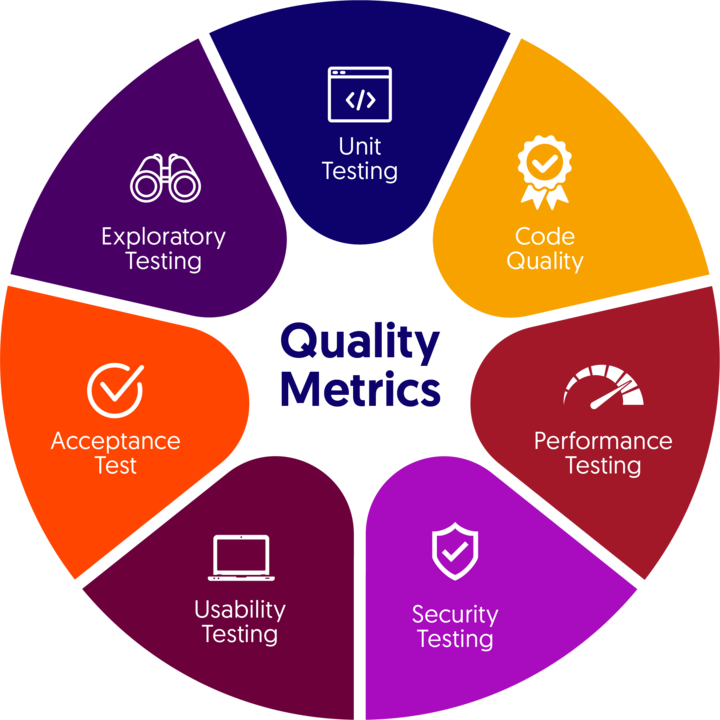 Quality
Metrics
Unit
Testing
Code
Quality
Performance
Testing
Security
Testing
Usability
Testing
Acceptance
Test
Exploratory
Testing